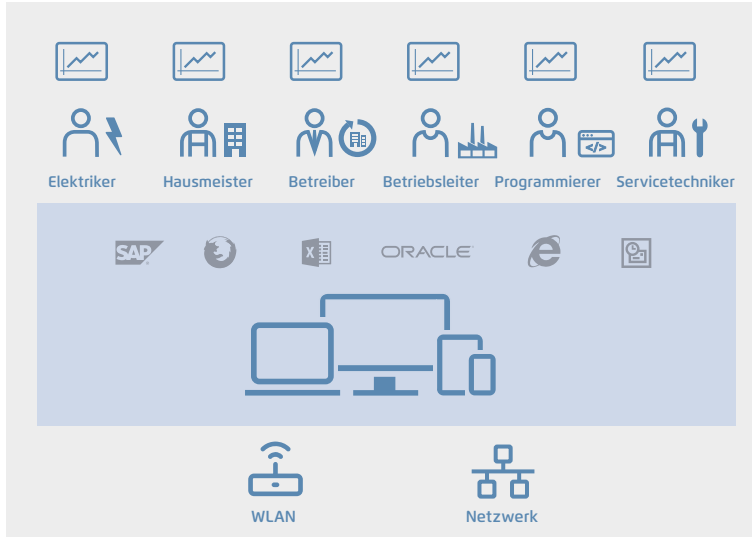 Elektriker Hausmeister Betreiber Betriebsleiter Programmierer Servicetechniker
SAP X ORACLE e
WLAN Netzwerk